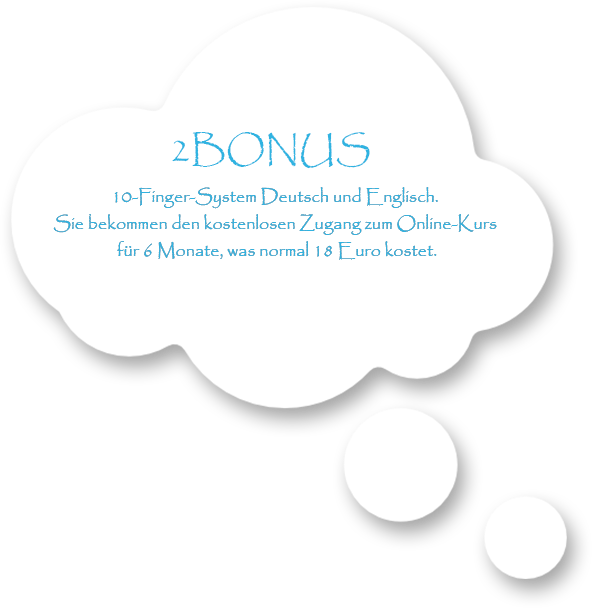 2BONUS
10-Finger-System Deutsch und Englisch.
Sie bekommen den kostenlosen Zugang zum Online-Kurs
für 6 Monate, was normal 18 Euro kostet.